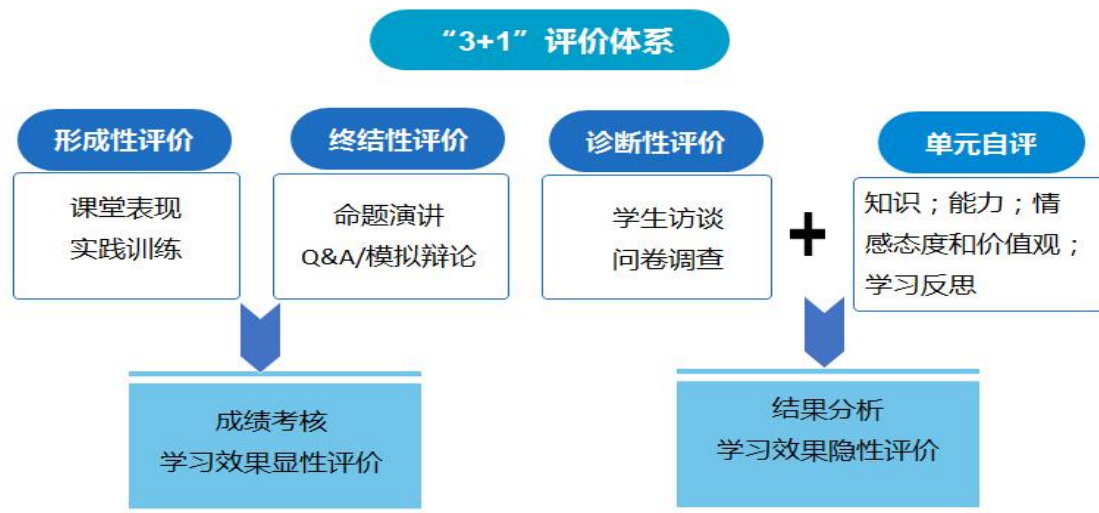 “3+1”评价体系
形成性评价
课堂表现
实践训练
终结性评价
命题演讲
Q&A/模拟辩论
诊断性评价
学生访谈
问卷调查
+
单元自评
知识；能力；情
感态度和价值观；
学习反思
成绩考核
学习效果显性评价
结果分析
学习效果隐性评价